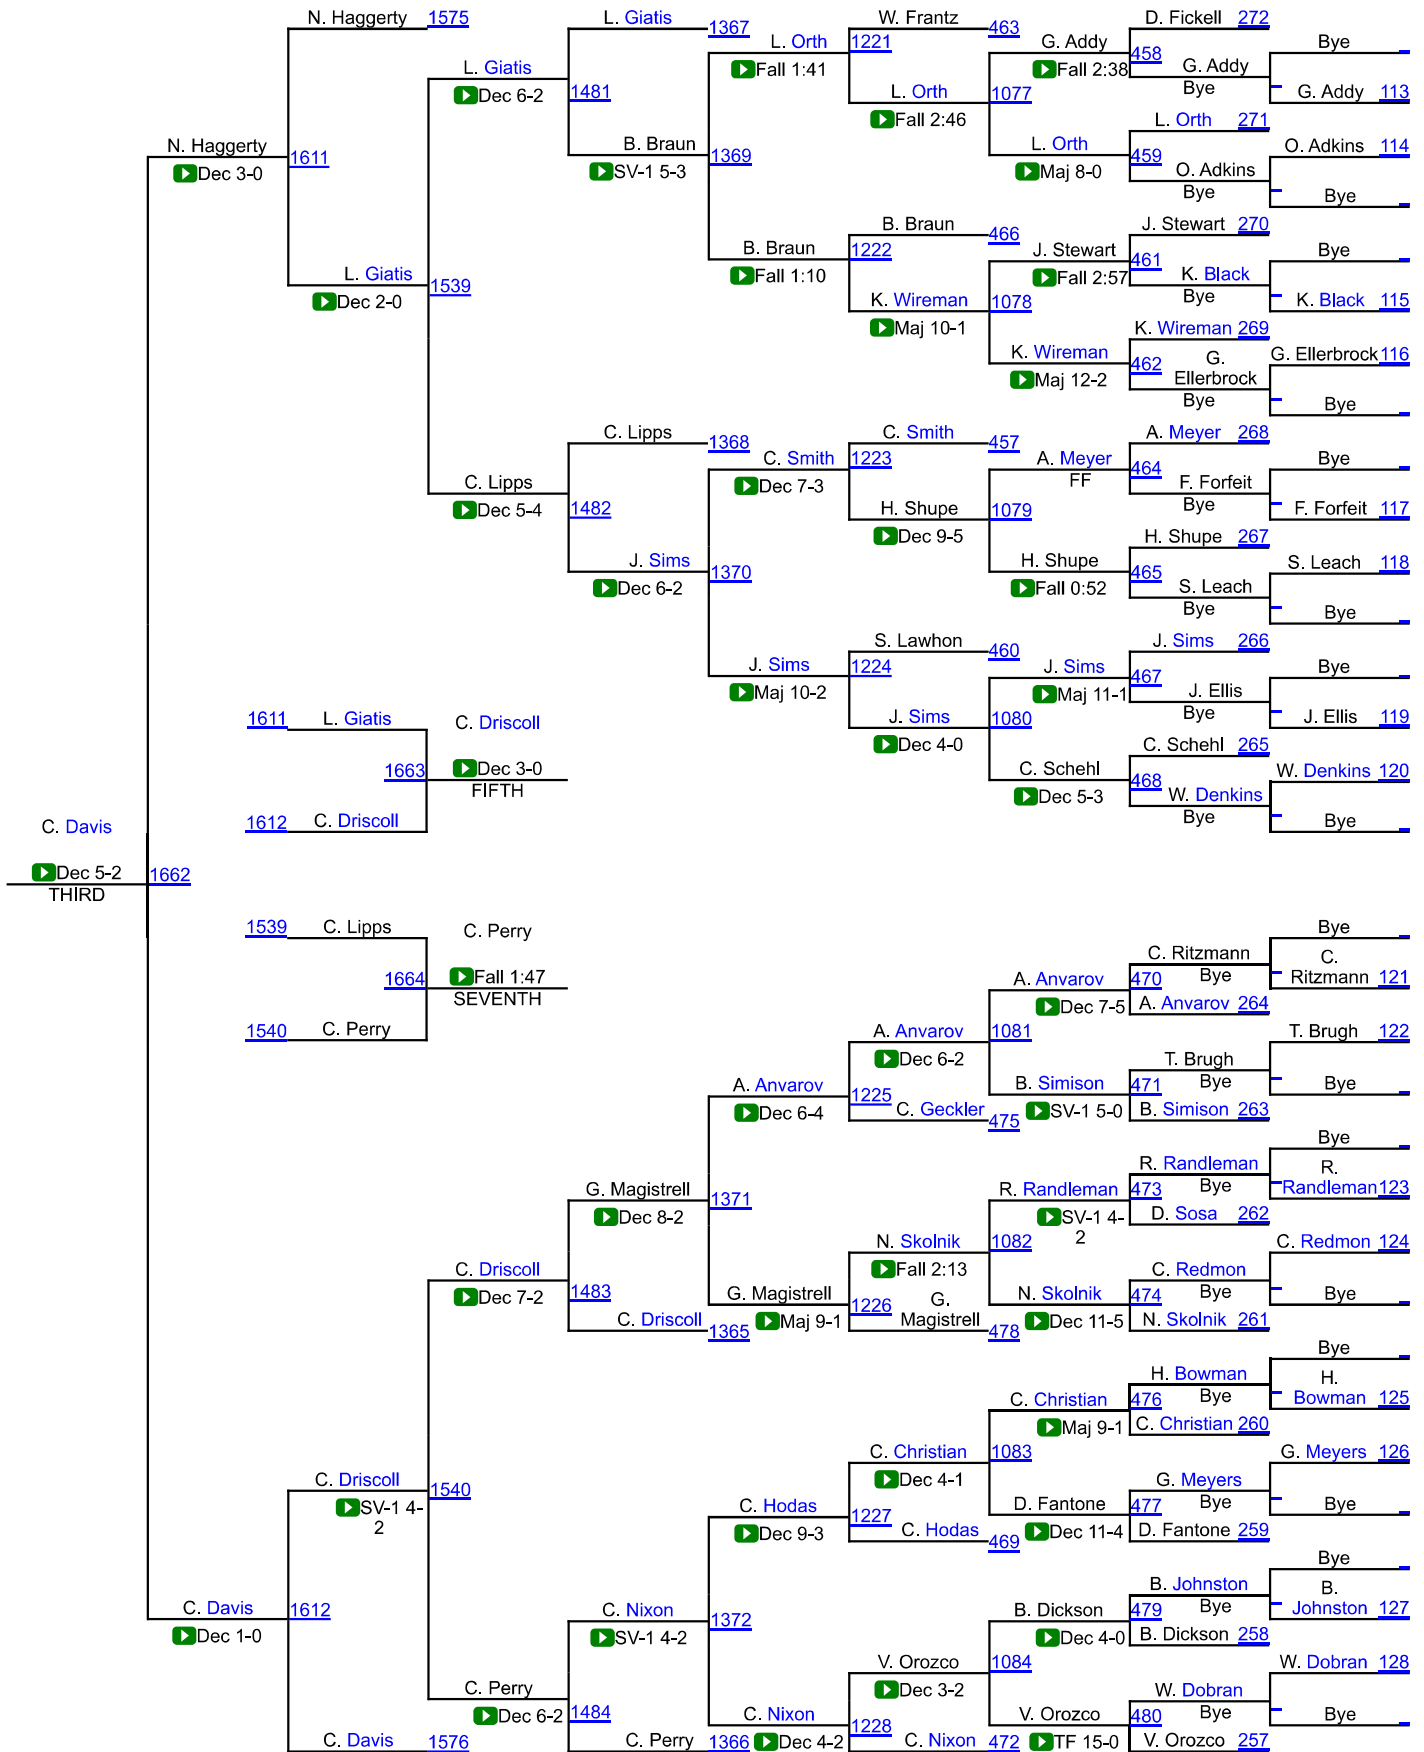 N. Haggerty 1575 L. Giatis W. Frantz D. Fickell 272
1367 463
L. Orth 1221 G. Addy Bye
Fall 1:41 Fall 2:38 458
L. Giatis G. Addy
Dec 6-2 1481 L. Orth 1077 Bye G. Addy 113
Fall 2:46
L. Orth 271
N. Haggerty 1611 B. Braun 1369 L. Orth 459 O. Adkins 114
Dec 3-0 SV-1 5-3 Maj 8-0 O. Adkins
Bye Bye
B. Braun 466 J. Stewart 270
B. Braun 1222 J. Stewart 461 Bye
Fall 1:10 Fall 2:57 K. Black
L. Giatis 1539 K. Wireman 1078 Bye K. Black 115
Dec 2-0 Maj 10-1
K. Wireman 269
K. Wireman 462 G. Ellerbrock 116
Maj 12-2 G.
Ellerbrock
Bye Bye
C. Lipps 1368 C. Smith 457 A. Meyer 268
C. Smith 1223 A. Meyer 464 Bye
Dec 7-3 FF
C. Lipps F. Forfeit
Dec 5-4 1482 H. Shupe 1079 Bye F. Forfeit 117
Dec 9-5
H. Shupe 267
J. Sims 1370 H. Shupe 465 S. Leach 118
Dec 6-2 Fall 0:52 S. Leach
Bye Bye
S. Lawhon 460 J. Sims 266
J. Sims 1224 J. Sims 467 Bye
Maj 10-2 Maj 11-1 J. Ellis
1611 L. Giatis C. Driscoll J. Sims 1080 Bye J. Ellis 119
Dec 4-0
C. Schehl 265
1663 Dec 3-0 C. Schehl 468 W. Denkins 120
FIFTH Dec 5-3 W. Denkins
1612 C. Driscoll Bye Bye
C. Davis
Dec 5-2 1662
THIRD
1539 C. Lipps C. Perry Bye
C. Ritzmann C.
1664 Fall 1:47 A. Anvarov 470 Bye Ritzmann 121
SEVENTH Dec 7-5 A. Anvarov 264
1540 C. Perry A. Anvarov 1081 T. Brugh 122
Dec 6-2 T. Brugh
A. Anvarov 1225 B. Simison 471 Bye Bye
Dec 6-4 C. Geckler 475 SV-1 5-0 B. Simison 263
Bye
R. Randleman R.
G. Magistrell 1371 R. Randleman 473 Bye Randleman 123
Dec 8-2 SV-1 4-
2 D. Sosa 262
N. Skolnik 1082 C. Redmon 124
C. Driscoll Fall 2:13 C. Redmon
Dec 7-2 1483 G. Magistrell 1226 N. Skolnik 474 Bye Bye
C. Driscoll 1365 Maj 9-1 G.
Magistrell 478 Dec 11-5 N. Skolnik 261
Bye
H. Bowman H.
C. Christian 476 Bye Bowman 125
Maj 9-1 C. Christian 260
C. Christian 1083 G. Meyers 126
C. Driscoll 1540 Dec 4-1 G. Meyers
SV-1 4-
2 C. Hodas 1227 D. Fantone 477 Bye Bye
Dec 9-3 C. Hodas 469 Dec 11-4 D. Fantone 259
Bye
B. Johnston B.
C. Davis 1612 C. Nixon 1372 B. Dickson 479 Bye Johnston 127
Dec 1-0 SV-1 4-2 Dec 4-0 B. Dickson 258
V. Orozco 1084 W. Dobran 128
C. Perry Dec 3-2 W. Dobran
Dec 6-2 1484 C. Nixon 1228 V. Orozco 480 Bye Bye
C. Davis 1576 C. Perry 1366 Dec 4-2 C. Nixon 472 TF 15-0 V. Orozco 257